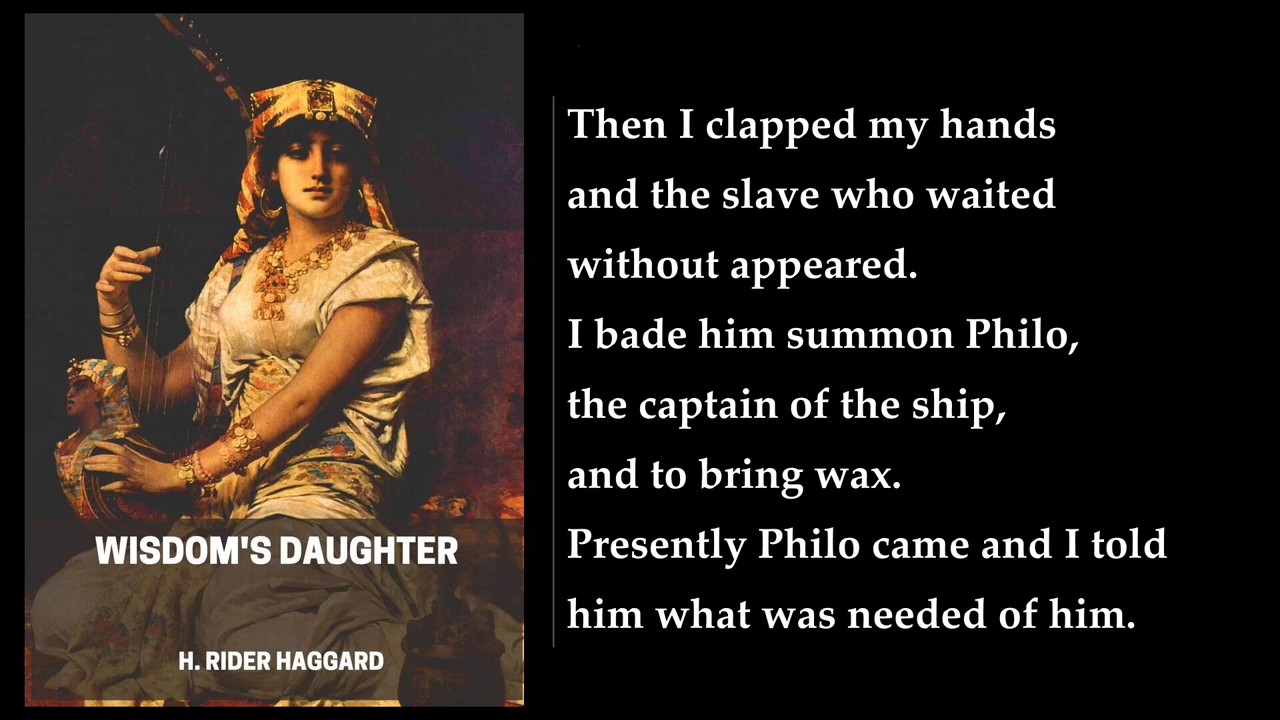 WISDOM'S DAUGHTER
H. RIDER HAGGARD
Then I clapped my hands
and the slave who waited
without appeared.
I bade him summon Philo,
the captain of the ship,
and to bring wax.
Presently Philo came and I told
him what was needed of him.